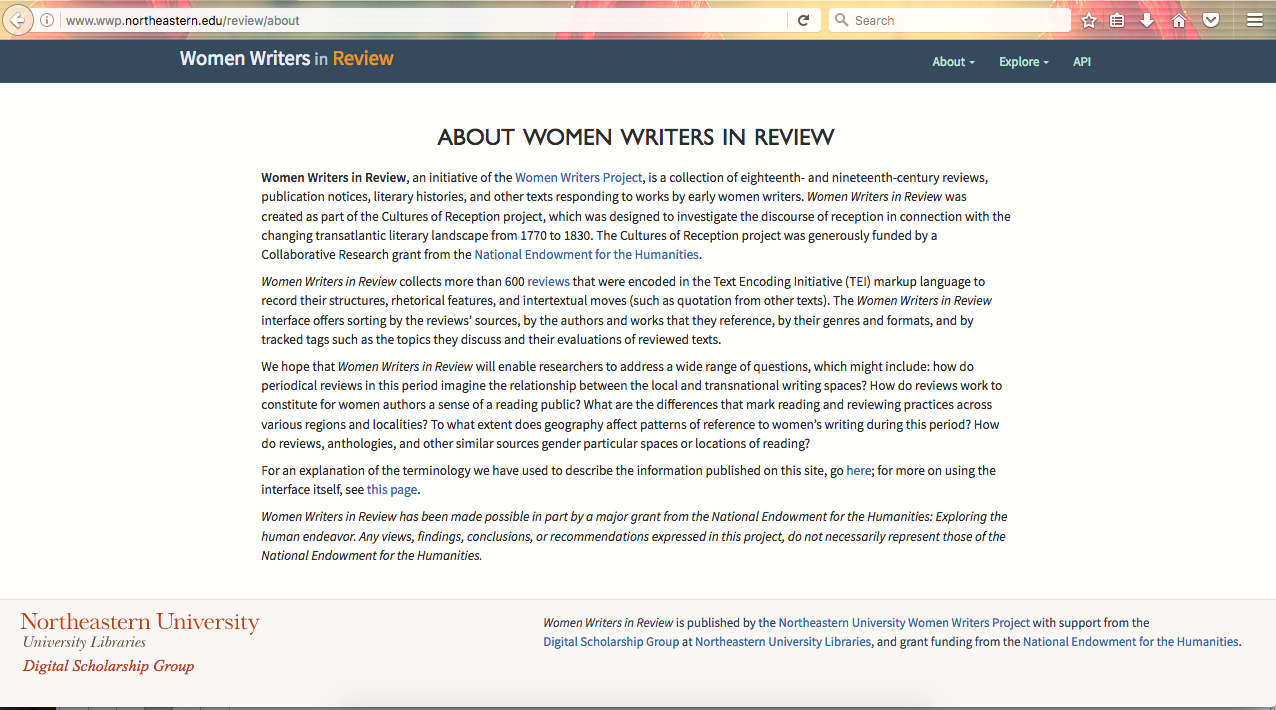 www.wwp.northeastern.edu/review/about
Search
Women Writers in Review
About
Explore
API
ABOUT WOMEN WRITERS IN REVIEW
Women Writers in Review, an initiative of the Women Writers Project, is a collection of eighteenth- and nineteenth-century reviews,
publication notices, literary histories, and other texts responding to works by early women writers. Women Writers in Review was
created as part of the Cultures of Reception project, which was designed to investigate the discourse of reception in connection with the
changing transatlantic literary landscape from 1770 to 1830. The Cultures of Reception project was generously funded by a
Collaborative Research grant from the National Endowment for the Humanities.
Women Writers in Review collects more than 600 reviews that were encoded in the Text Encoding Initiative (TEI) markup language to
record their structures, rhetorical features, and intertextual moves (such as quotation from other texts). The Women Writers in Review
interface offers sorting by the reviews' sources, by the authors and works that they reference, by their genres and formats, and by
tracked tags such as the topics they discuss and their evaluations of reviewed texts.
We hope that Women Writers in Review will enable researchers to address a wide range of questions, which might include: how do
periodical reviews in this period imagine the relationship between the local and transnational writing spaces? How do reviews work to
constitute for women authors a sense of a reading public? What are the differences that mark reading and reviewing practices across
various regions and localities? To what extent does geography affect patterns of reference to women's writing during this period? How
do reviews, anthologies, and other similar sources gender particular spaces or locations of reading?
For an explanation of the terminology we have used to describe the information published on this site, go here; for more on using the
interface itself, see this page.
Women Writers in Review has been made possible in part by a major grant from the National Endowment for the Humanities: Exploring the
human endeavor. Any views, findings, conclusions, or recommendations expressed in this project, do not necessarily represent those of the
National Endowment for the Humanities.
Northeastern University
University Libraries
Digital Scholarship Group
Women Writers in Review is published by the Northeastern University Women Writers Project with support from the
Digital Scholarship Group at Northeastern University Libraries, and grant funding from the National Endowment for the Humanities.